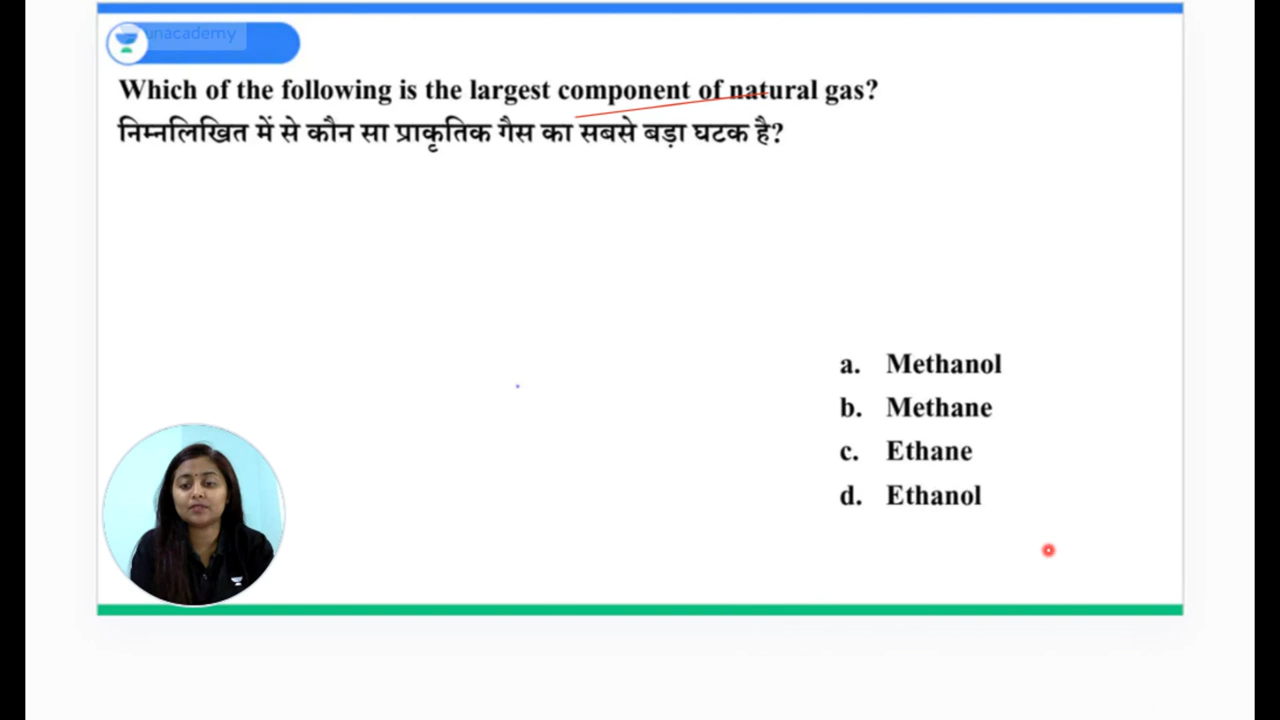 unacademy
Which of the following is the largest component of natural gas?
निम्नलिखित में से कौन सा प्राकृतिक गैस का सबसे बड़ा घटक है?
a. Methanol
b. Methane
c. Ethane
d. Ethanol